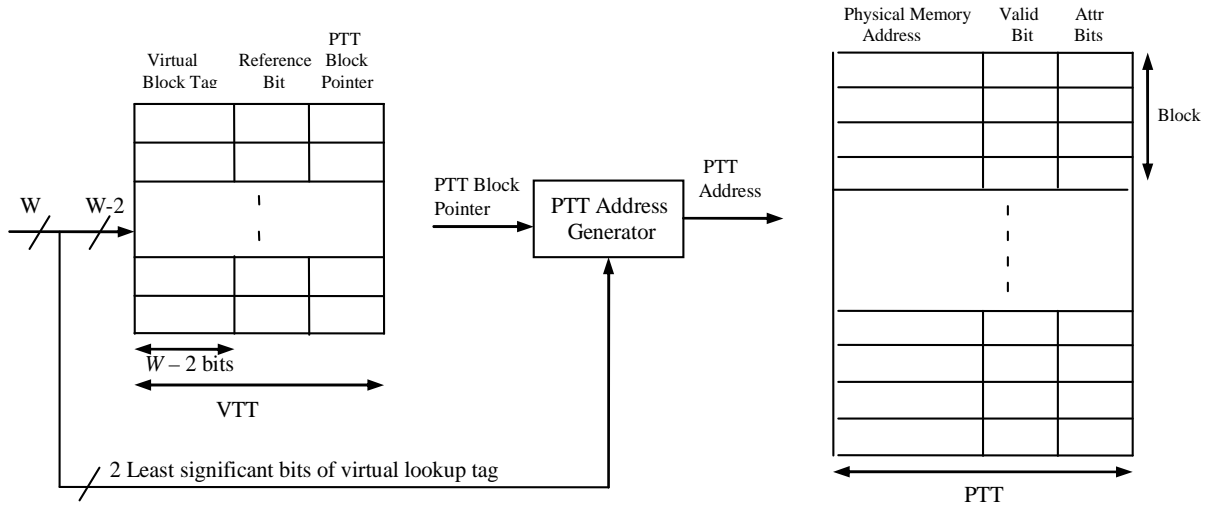 Virtual
Block Tag
Reference
Bit
PTT
Block
Pointer
W
W-2
W – 2 bits
VTT
2 Least significant bits of virtual lookup tag
PTT Block
Pointer
PTT Address
Generator
PTT
Address
Physical Memory
Address
Valid
Bit
Attr
Bits
Block
PTT